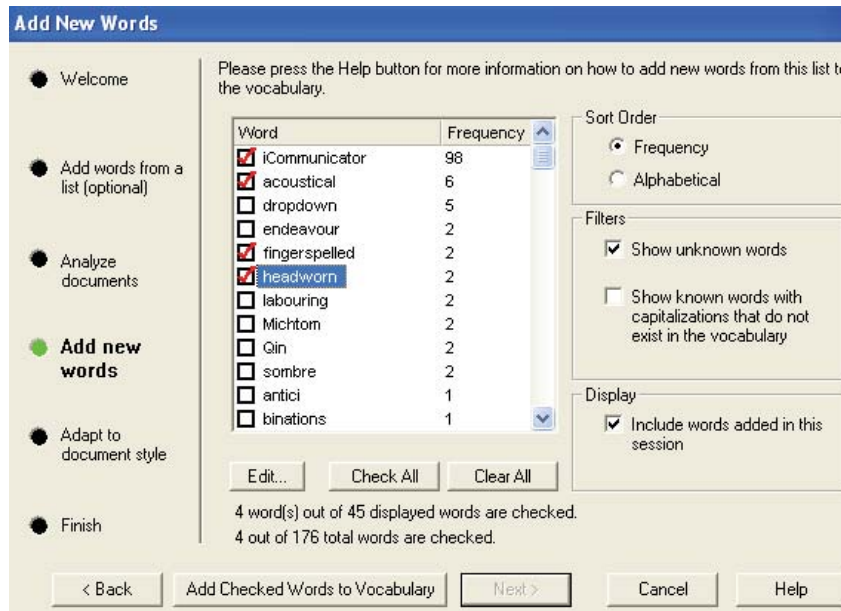 Add New Words
Welcome
Add words from a
list (optional)
Analyze
documents
Add new
words
Adapt to
document style
Finish
Please press the Help button for more information on how to add new words from this list
the vocabulary.
Word Frequency
iCommunicator 98
acoustical 6
dropdown 5
endeavour 2
fingerspelled 2
headworn 2
labouring 2
Michtom 2
Qin 2
sombre 2
antici 1
binations 1
Edit... Check All Clear All
4 word(s) out of 45 displayed words are checked.
4 out of 176 total words are checked.
Sort Order
Frequency
Alphabetical
Filters
Show unknown words
Show known words with
capitalizations that do not
exist in the vocabulary
Display
Include words added in this
session
< Back Add Checked Words to Vocabulary Next > Cancel Help